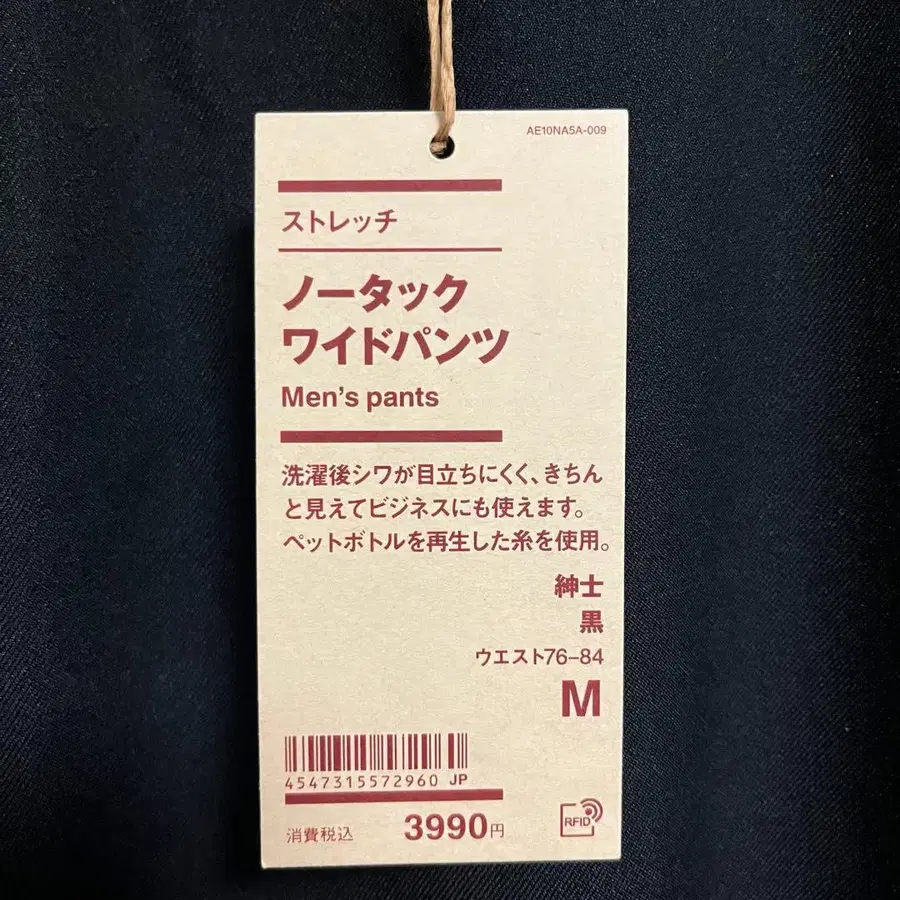 AE10NA5A-009
ストレッチ
ノータック
ワイドパンツ
Men's pants
洗濯後シワが目立ちにくく、きちん
と見えてビジネスにも使えます。
ペットボトルを再生した糸を使用。
紳士
黒
ウエスト76–84
M
4547315572960 JP
消費税込 3990円
RFID